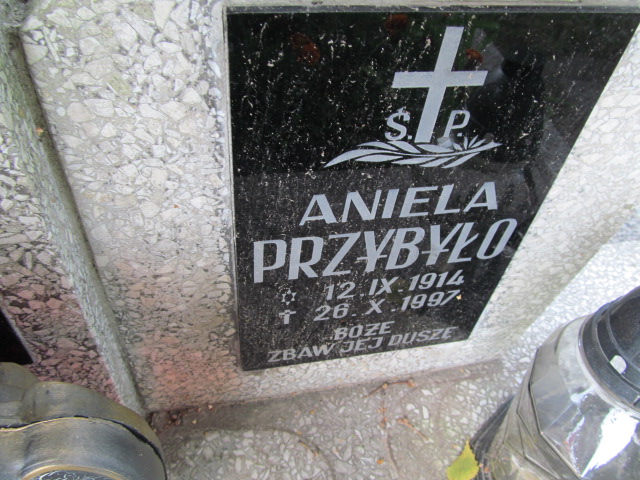 Ś. P.
ANIELA
PRZYBYŁO
12. IX. 1914
26. X. 1997
BOŻE
ZBAW JEJ DUSZĘ